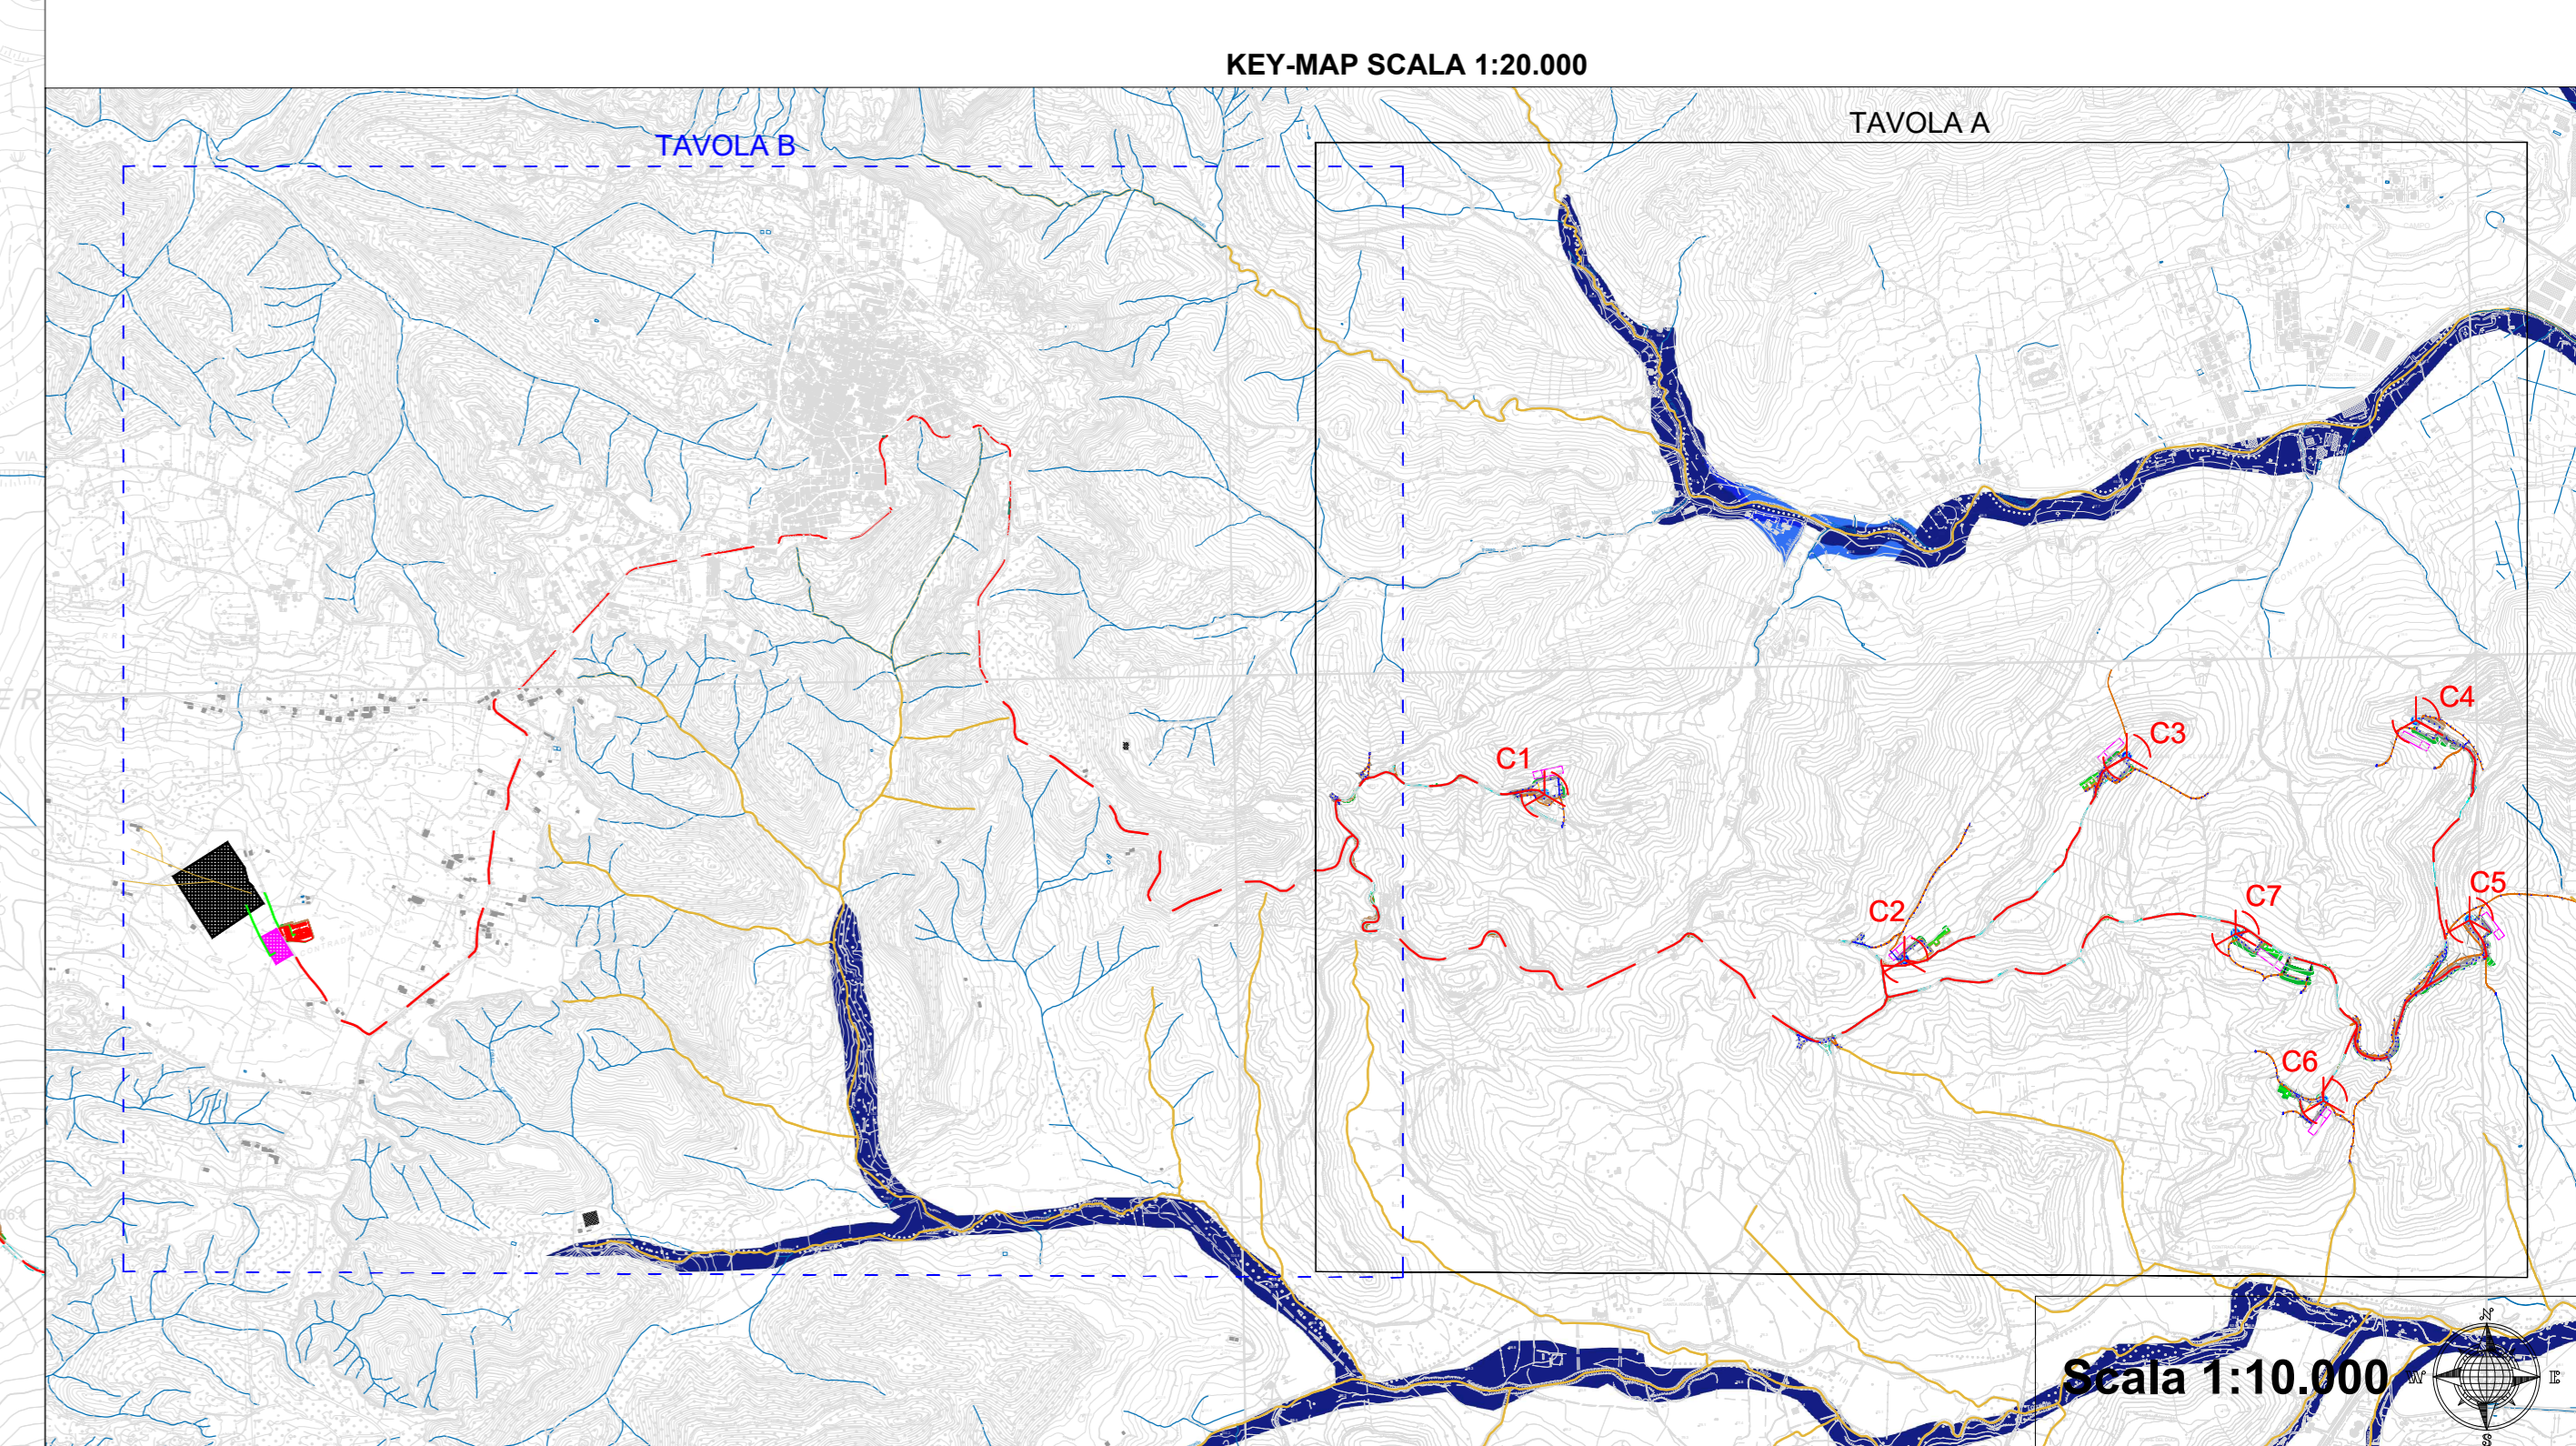 KEY-MAP SCALA 1:20.000
TAVOLA A
TAVOLA B
VIA
C4
C3
C1
C5
C7
C2
C6
Scala 1:10.000
N
W
E
S